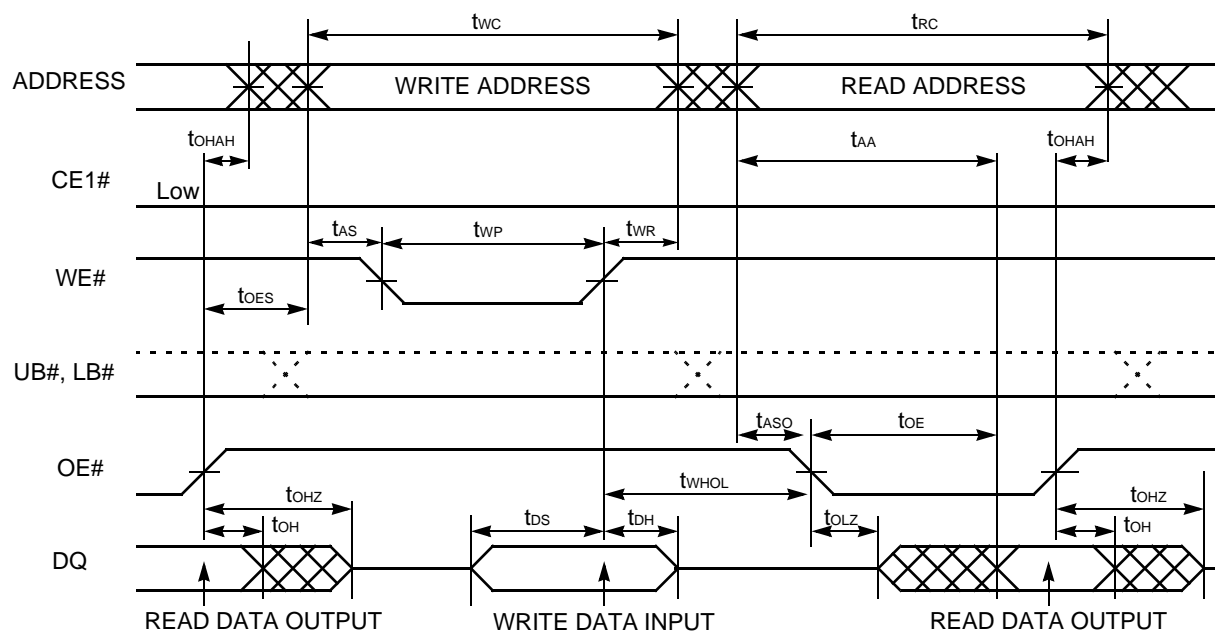 tWC tRC
ADDRESS WRITE ADDRESS READ ADDRESS
tOHAH tAA tOHAH
CE1# Low
tAS tWP tWR
WE#
tOES
UB#, LB#
tASO tOE
OE#
tOHZ tWHOL tOHZ
tOH tDS tDH tOLZ tOH
DQ
READ DATA OUTPUT WRITE DATA INPUT READ DATA OUTPUT